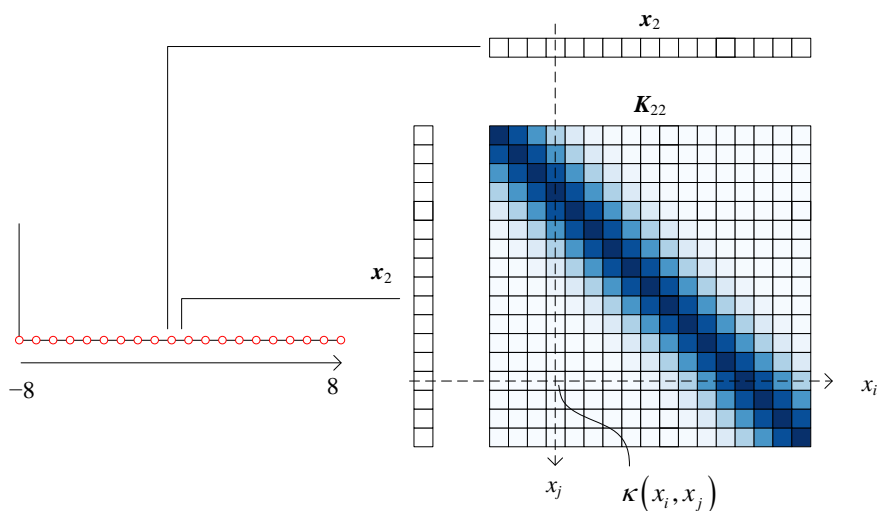 x₂
K₂₂
x₂
−8
8
xᵢ
xⱼ
κ(xᵢ, xⱼ)